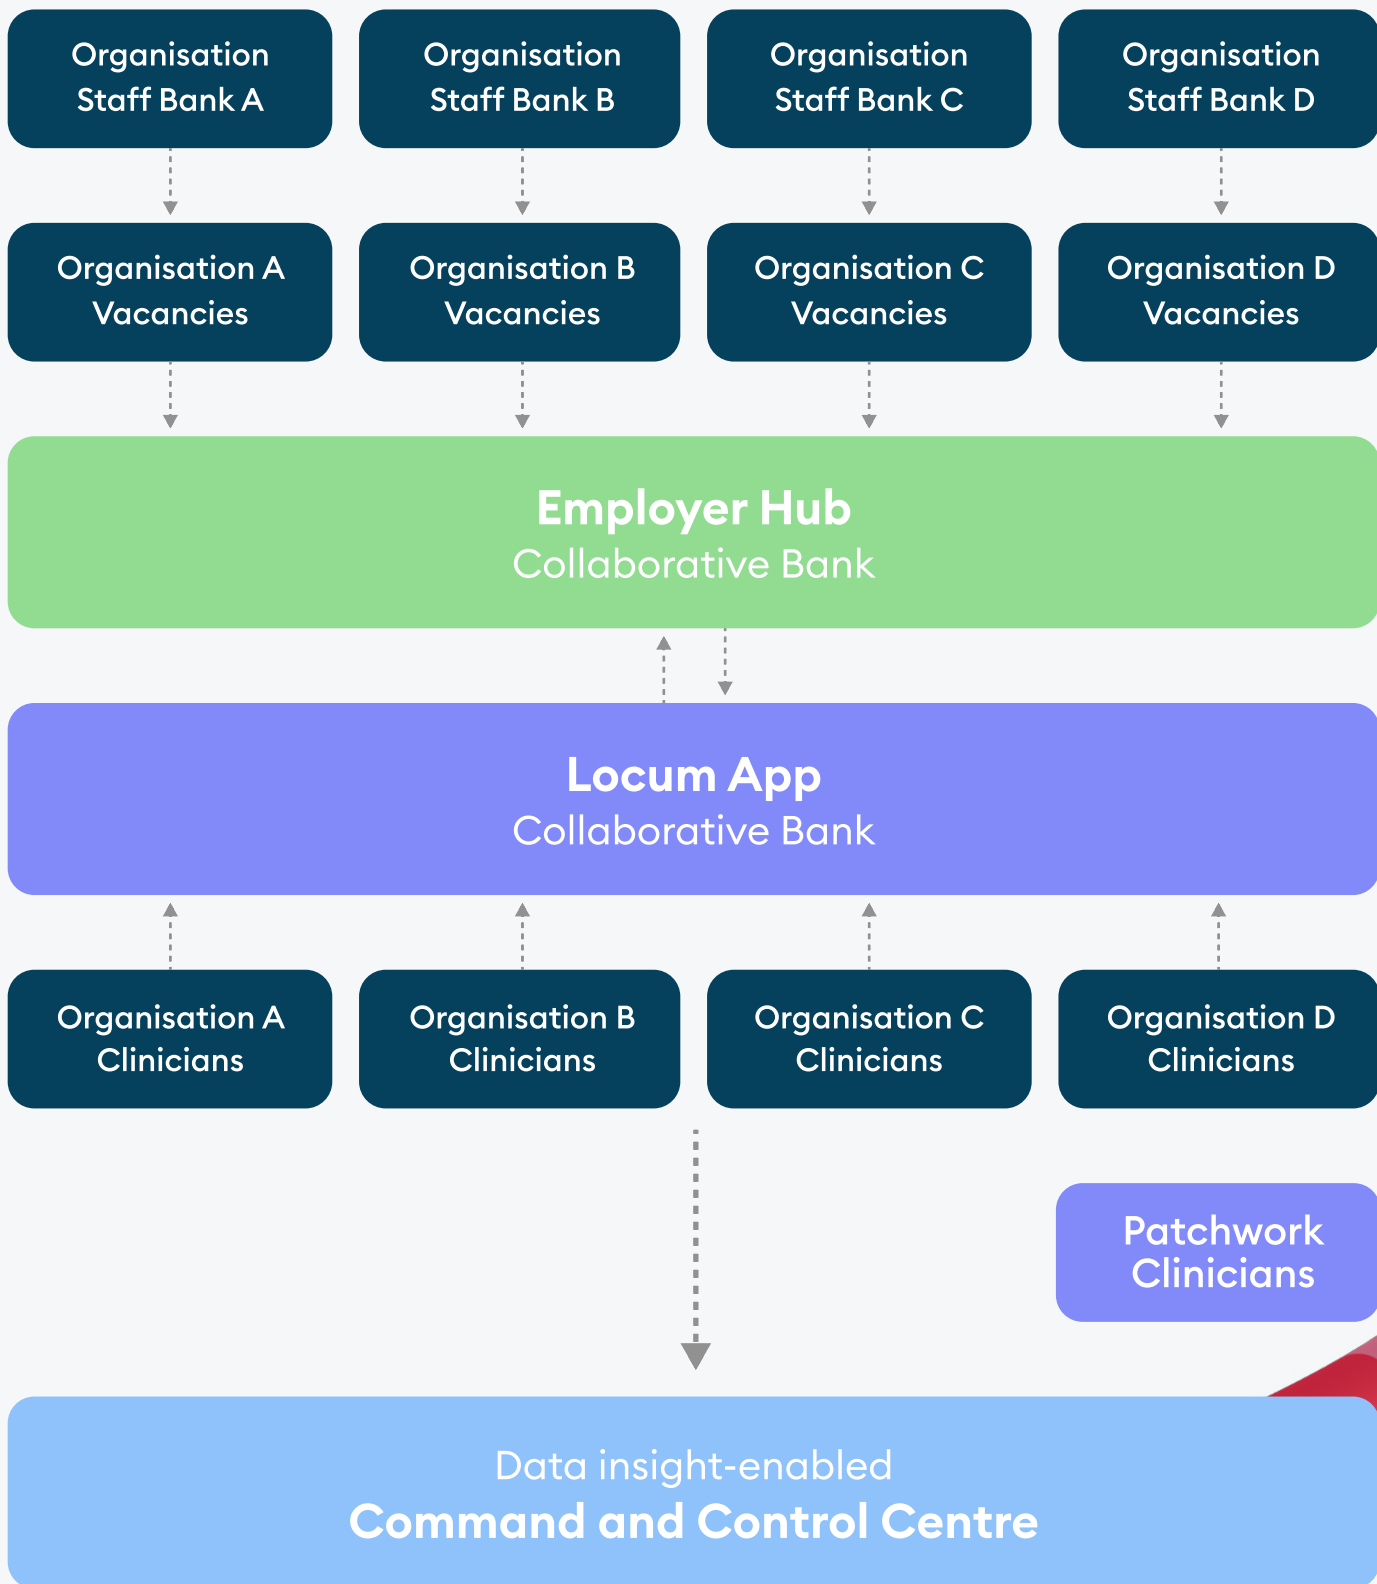 Organisation
Staff Bank A
Organisation
Staff Bank B
Organisation
Staff Bank C
Organisation
Staff Bank D
Organisation A
Vacancies
Organisation B
Vacancies
Organisation C
Vacancies
Organisation D
Vacancies
Employer Hub
Collaborative Bank
Locum App
Collaborative Bank
Organisation A
Clinicians
Organisation B
Clinicians
Organisation C
Clinicians
Organisation D
Clinicians
Patchwork
Clinicians
Data insight-enabled
Command and Control Centre